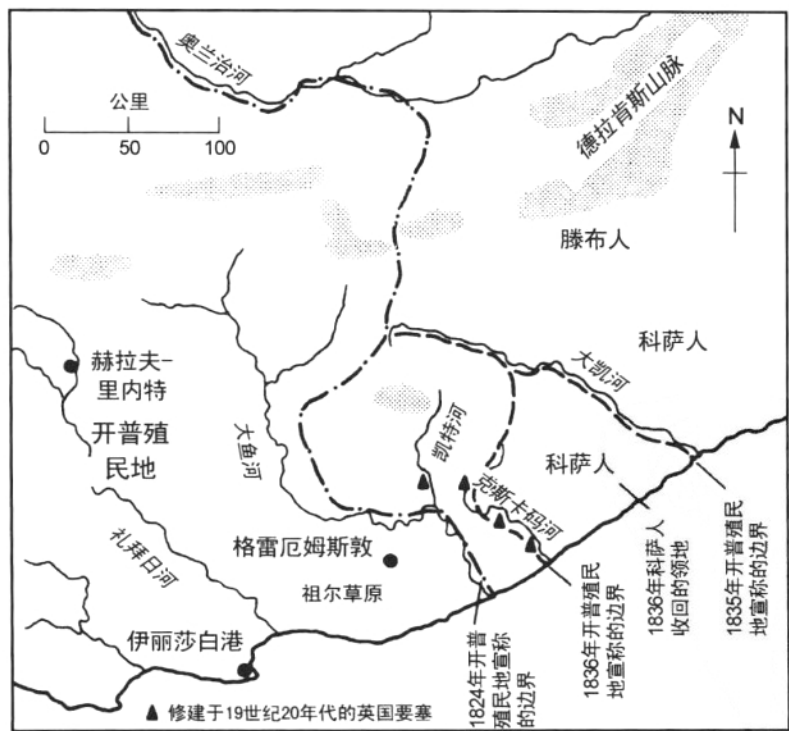 奥兰治河
公里
0 50 100
德拉肯斯山脉
N
滕布人
科萨人
大凯河
赫拉夫-
里内特
开普殖
民地
大鱼河
凯特河
科萨人
克斯卡码河
礼拜日河
格雷厄姆斯敦
祖尔草原
伊丽莎白港
1824年开普
殖民地宣称
的边界
1836年开普殖民
地宣称的边界
1836年科萨人
收回的领地
1835年开普殖民
地宣称的边界
▲ 修建于19世纪20年代的英国要塞